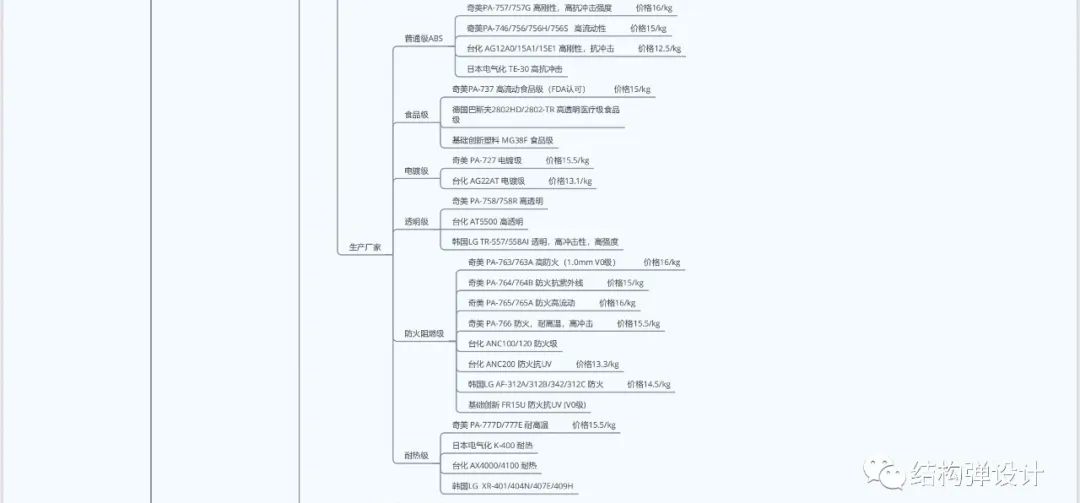 奇美PA-757/757G 高刚性，高抗冲击强度 价格16/kg
奇美PA-746/756/756H/756S 高流动性 价格15/kg
普通级ABS
台化 AG12A0/15A1/15E1 高刚性，抗冲击 价格12.5/kg
日本电气化 TE-30 高抗冲击
奇美PA-737 高流动食品级（FDA认可） 价格15/kg
食品级
德国巴斯夫2802HD/2802-TR 高透明医疗级食品
级
基础创新塑料 MG38F 食品级
奇美 PA-727 电镀级 价格15.5/kg
电镀级
台化 AG22AT 电镀级 价格13.1/kg
奇美 PA-758/758R 高透明
透明级
台化 AT5500 高透明
韩国LG TR-557/558AI 透明，高冲击性，高强度
生产厂家
奇美 PA-763/763A 高防火（1.0mm V0级） 价格16/kg
奇美 PA-764/764B 防火抗紫外线 价格15/kg
奇美 PA-765/765A 防火高流动 价格16/kg
奇美 PA-766 防火，耐高温，高冲击 价格15.5/kg
防火阻燃级
台化 ANC100/120 防火级
台化 ANC200 防火抗UV 价格13.3/kg
韩国LG AF-312A/312B/342/312C 防火 价格14.5/kg
基础创新 FR15U 防火抗UV (V0级)
奇美 PA-777D/777E 耐高温 价格15.5/kg
日本电气化 K-400 耐热
耐热级
台化 AX4000/4100 耐热
韩国LG XR-401/404N/407E/409H
结构弹设计